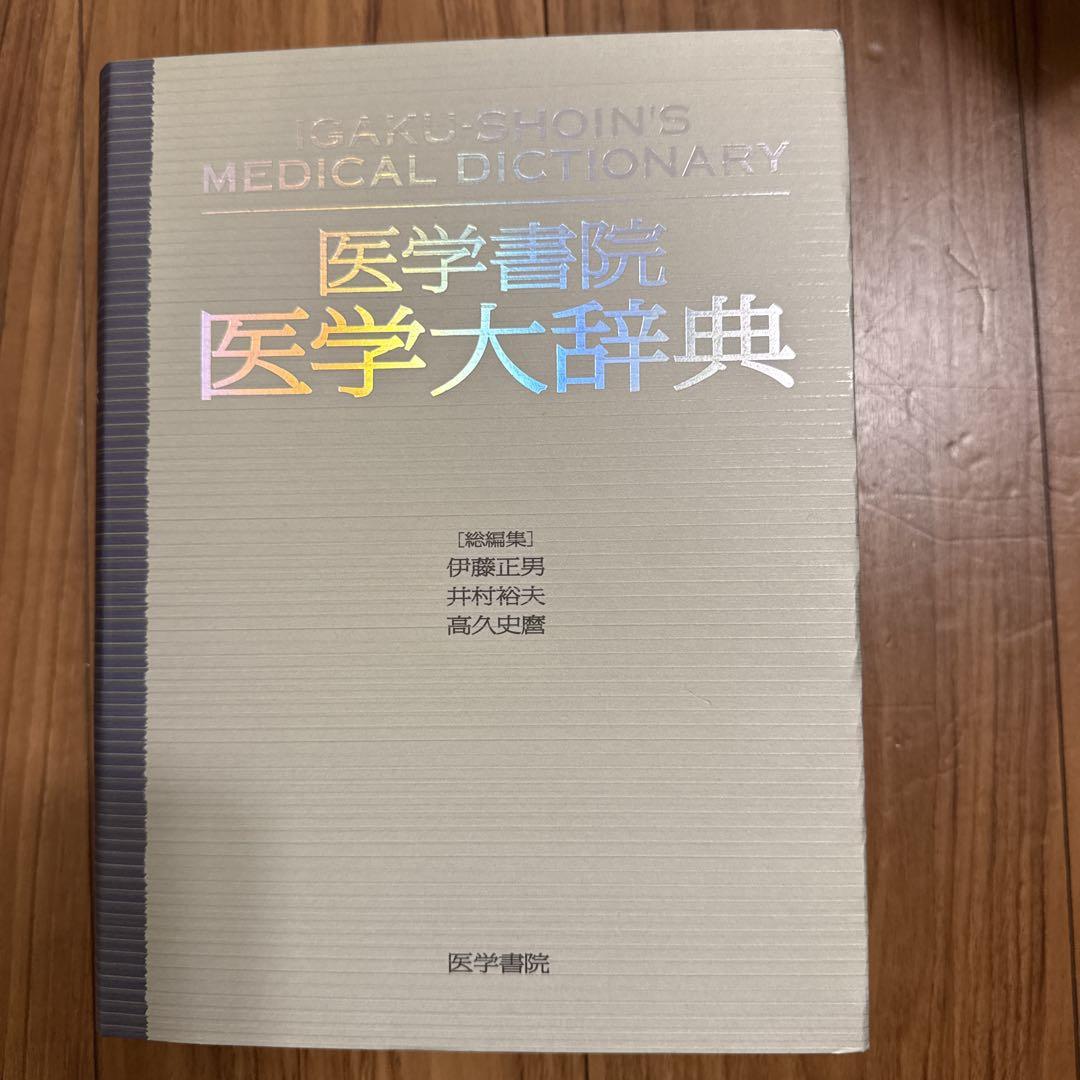 IGAKU-SHOIN'S
MEDICAL DICTIONARY
医学書院
医学大辞典
[総編集]
伊藤正男
井村裕夫
高久史麿
医学書院